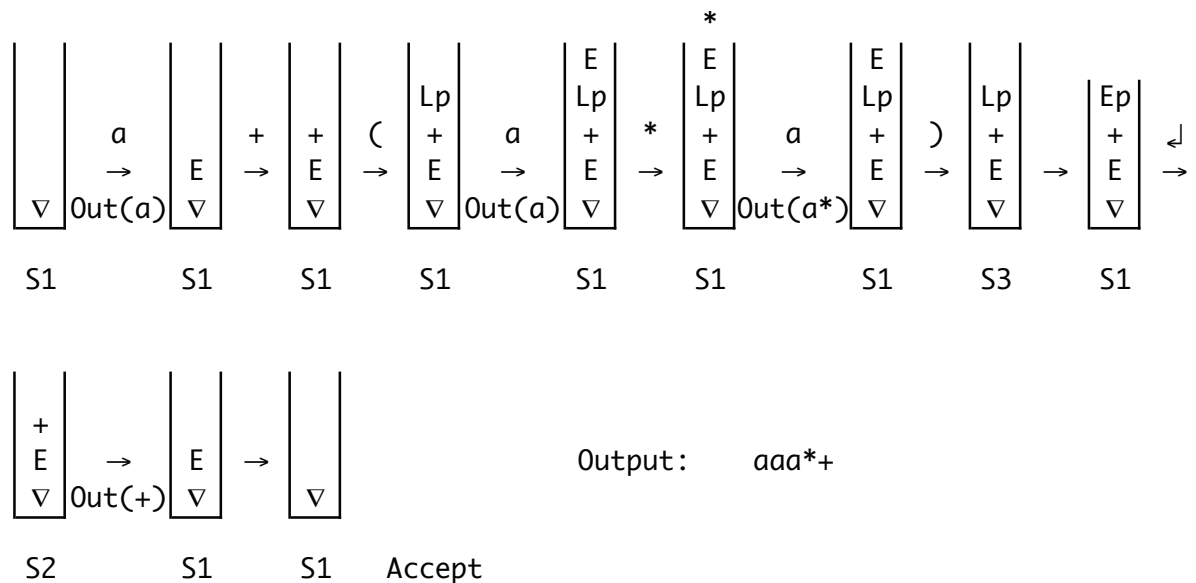 *
E E E
Lp Lp Lp Lp Lp Ep
a + + ( + a + * + a + ) + + ↵
→ E → E → E → E → E → E → E → E → E →
∇ Out(a) ∇ ∇ ∇ Out(a) ∇ ∇ Out(a*) ∇ ∇ ∇
S1 S1 S1 S1 S1 S1 S1 S3 S1
+
E → E → Output: aaa*+
∇ Out(+) ∇ ∇
S2 S1 S1 Accept